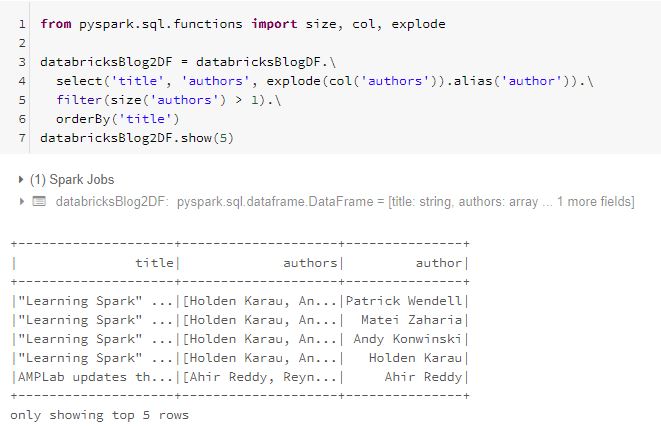 1 from pyspark.sql.functions import size, col, explode
2
3 databricksBlog2DF = databricksBlogDF.\
4   select('title', 'authors', explode(col('authors')).alias('author')).\
5   filter(size('authors') > 1).\
6   orderBy('title')
7 databricksBlog2DF.show(5)
(1) Spark Jobs
databricksBlog2DF: pyspark.sql.dataframe.DataFrame = [title: string, authors: array ... 1 more fields]
+--------------------+--------------------+---------------+
|               title|             authors|         author|
+--------------------+--------------------+---------------+
|"Learning Spark" ...|[Holden Karau, An...|Patrick Wendell|
|"Learning Spark" ...|[Holden Karau, An...|  Matei Zaharia|
|"Learning Spark" ...|[Holden Karau, An...| Andy Konwinski|
|"Learning Spark" ...|[Holden Karau, An...|   Holden Karau|
|AMPLab updates th...|[Ahir Reddy, Reyn...|     Ahir Reddy|
+--------------------+--------------------+---------------+
only showing top 5 rows